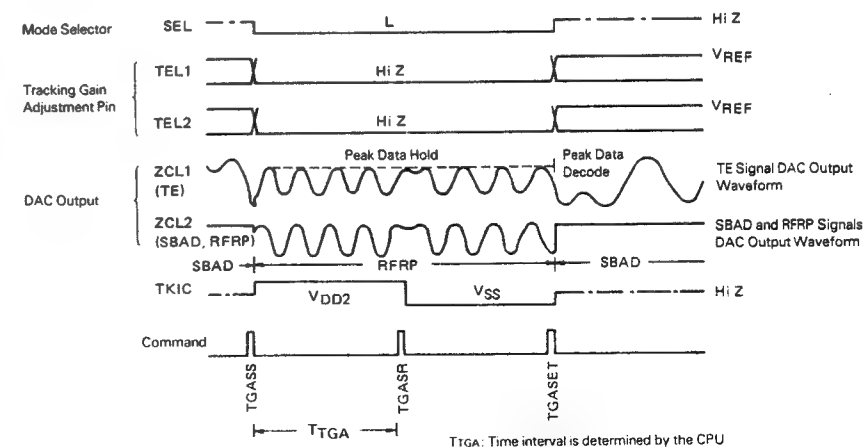 Mode Selector SEL L Hi Z
Tracking Gain
Adjustment Pin
TEL1 Hi Z VREF
TEL2 Hi Z VREF
DAC Output
ZCL1
(TE)
Peak Data Hold
Peak Data
Decode
TE Signal DAC Output
Waveform
ZCL2
(SBAD, RFRP)
SBAD and RFRP Signals
DAC Output Waveform
SBAD RFRP SBAD
TKIC VDD2 VSS Hi Z
Command
TGASS
TGASR
TGASET
TTGA
TTGA: Time interval is determined by the CPU